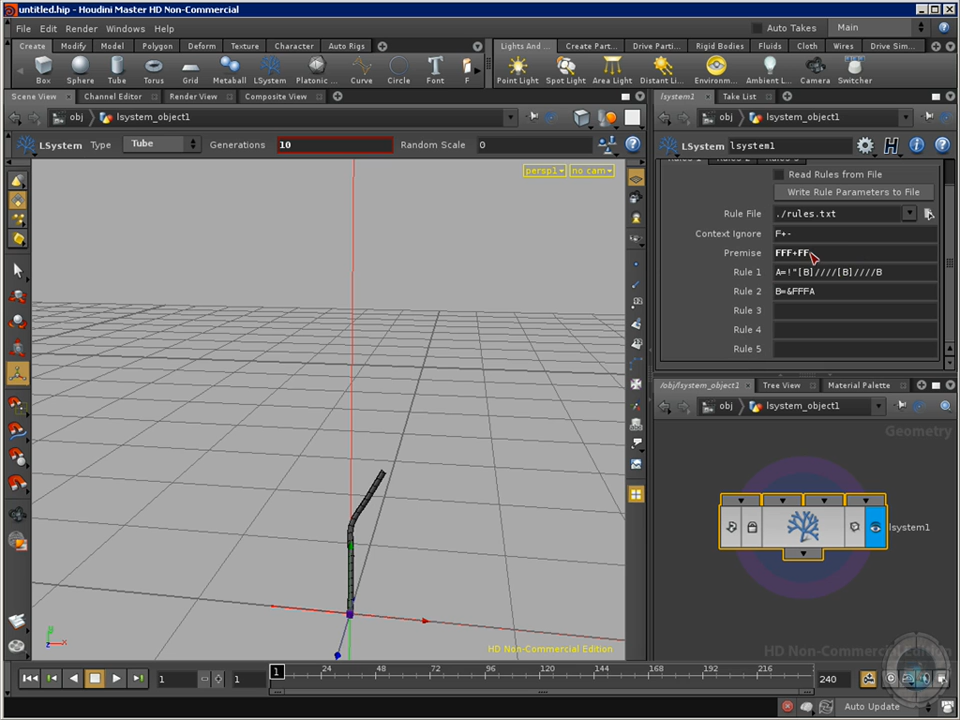 untitled.hip - Houdini Master HD Non-Commercial
File Edit Render Windows Help Auto Takes Main
Create Modify Model Polygon Deform Texture Character Auto Rigs
Lights And ... Create Part... Drive Parti... Rigid Bodies Fluids Cloth Wires Drive Sim...
Box Sphere Tube Torus Grid Metaball LSystem Platonic ... Curve Circle Font F
Point Light Spot Light Area Light Distant Li... Environ... Ambient L... Camera Switcher
Scene View Channel Editor Render View Composite View
lsystem1 Take List
obj lsystem_object1
obj lsystem_object1
LSystem Type Tube Generations 10 Random Scale 0
LSystem lsystem1
persp1 no cam
Read Rules from File
Write Rule Parameters to File
Rule File ./rules.txt
Context Ignore F+-
Premise FFF+FF
Rule 1 A=!"[B]////[B]////B
Rule 2 B=&FFFA
Rule 3
Rule 4
Rule 5
/obj/lsystem_object1 Tree View Material Palette
obj lsystem_object1
Geometry
lsystem1
y
x
z
HD Non-Commercial Edition
HD Non-Commercial Edition
1 1 1 24 48 72 96 120 144 168 192 216 240
Auto Update